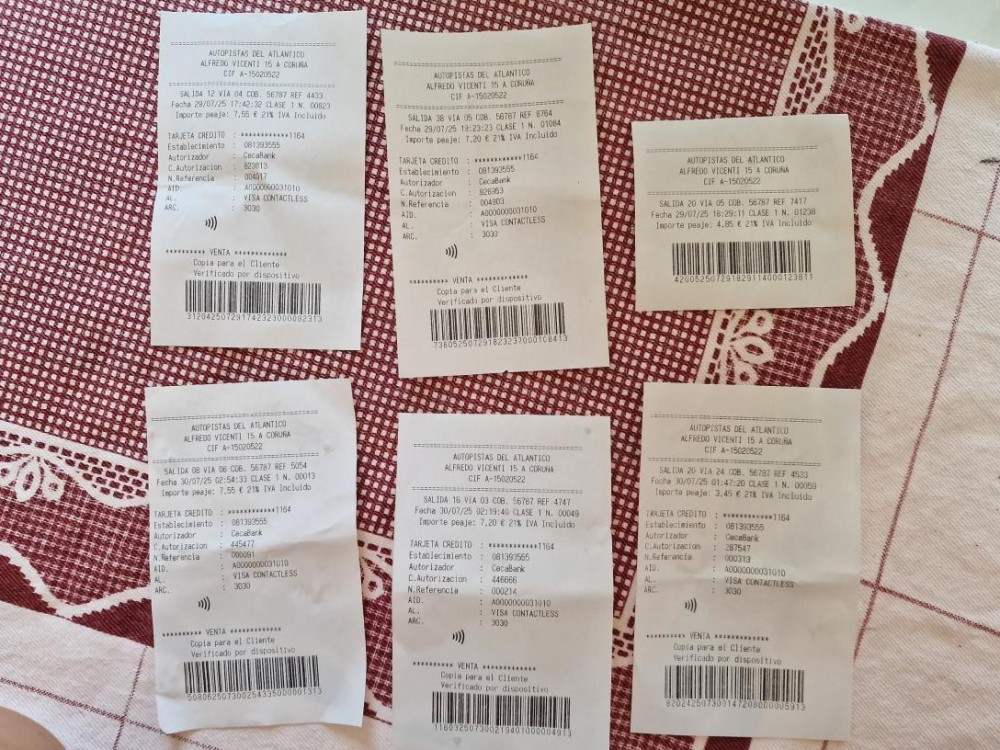 AUTOPISTAS DEL ATLANTICO
ALFREDO VICENTI 15 A CORUÑA
CIF A-15020522
SALIDA 12 VIA 04 COB. 56787 REF 4433
Fecha 29/07/25 17:42:32 CLASE 1 N. 00823
Importe peaje: 7,55 € 21% IVA Incluido
TARJETA CREDITO : ************1164
Establecimiento : 081393555
Autorizador : CecaBank
C.Autorizacion : 823813
N.Referencia : 004917
AID. : A0000000031010
AL. : VISA CONTACTLESS
ARC. : 3030
********** VENTA ************
Copia para el Cliente
Verificado por dispositivo
312042507291742323000082313
AUTOPISTAS DEL ATLANTICO
ALFREDO VICENTI 15 A CORUÑA
CIF A-15020522
SALIDA 38 VIA 05 COB. 56787 REF 8764
Fecha 29/07/25 18:23:23 CLASE 1 N. 01084
Importe peaje: 7,20 € 21% IVA Incluido
TARJETA CREDITO : ************1164
Establecimiento : 081393555
Autorizador : CecaBank
C.Autorizacion : 826953
N.Referencia : 004903
AID. : A0000000031010
AL. : VISA CONTACTLESS
ARC. : 3030
********** VENTA ************
Copia para el Cliente
Verificado por dispositivo
738052507291823237000108413
AUTOPISTAS DEL ATLANTICO
ALFREDO VICENTI 15 A CORUÑA
CIF A-15020522
SALIDA 20 VIA 05 COB. 56787 REF 7417
Fecha 29/07/25 18:29:11 CLASE 1 N. 01238
Importe peaje: 4,85 € 21% IVA Incluido
420052507291829114000123811
AUTOPISTAS DEL ATLANTICO
ALFREDO VICENTI 15 A CORUÑA
CIF A-15020522
SALIDA 08 VIA 06 COB. 56787 REF 5054
Fecha 30/07/25 02:54:33 CLASE 1 N. 00013
Importe peaje: 7,55 € 21% IVA Incluido
TARJETA CREDITO : ************1164
Establecimiento : 081393555
Autorizador : CecaBank
C.Autorizacion : 445477
N.Referencia : 000091
AID. : A0000000031010
AL. : VISA CONTACTLESS
ARC. : 3030
********** VENTA ************
Copia para el Cliente
Verificado por dispositivo
508062507300254335000001313
AUTOPISTAS DEL ATLANTICO
ALFREDO VICENTI 15 A CORUÑA
CIF A-15020522
SALIDA 16 VIA 03 COB. 56787 REF 4747
Fecha 30/07/25 02:19:40 CLASE 1 N. 00049
Importe peaje: 7,20 € 21% IVA Incluido
TARJETA CREDITO : ************1164
Establecimiento : 081393555
Autorizador : CecaBank
C.Autorizacion : 446666
N.Referencia : 000214
AID. : A0000000031010
AL. : VISA CONTACTLESS
ARC. : 3030
********** VENTA ************
Copia para el Cliente
Verificado por dispositivo
116032507300219401000004913
AUTOPISTAS DEL ATLANTICO
ALFREDO VICENTI 15 A CORUÑA
CIF A-15020522
SALIDA 20 VIA 24 COB. 56787 REF 4533
Fecha 30/07/25 01:47:20 CLASE 1 N. 00059
Importe peaje: 3,45 € 21% IVA Incluido
TARJETA CREDITO : ************1164
Establecimiento : 081393555
Autorizador : CecaBank
C.Autorizacion : 287547
N.Referencia : 000313
AID. : A0000000031010
AL. : VISA CONTACTLESS
ARC. : 3030
********** VENTA ************
Copia para el Cliente
Verificado por dispositivo
820242507300147208000005913